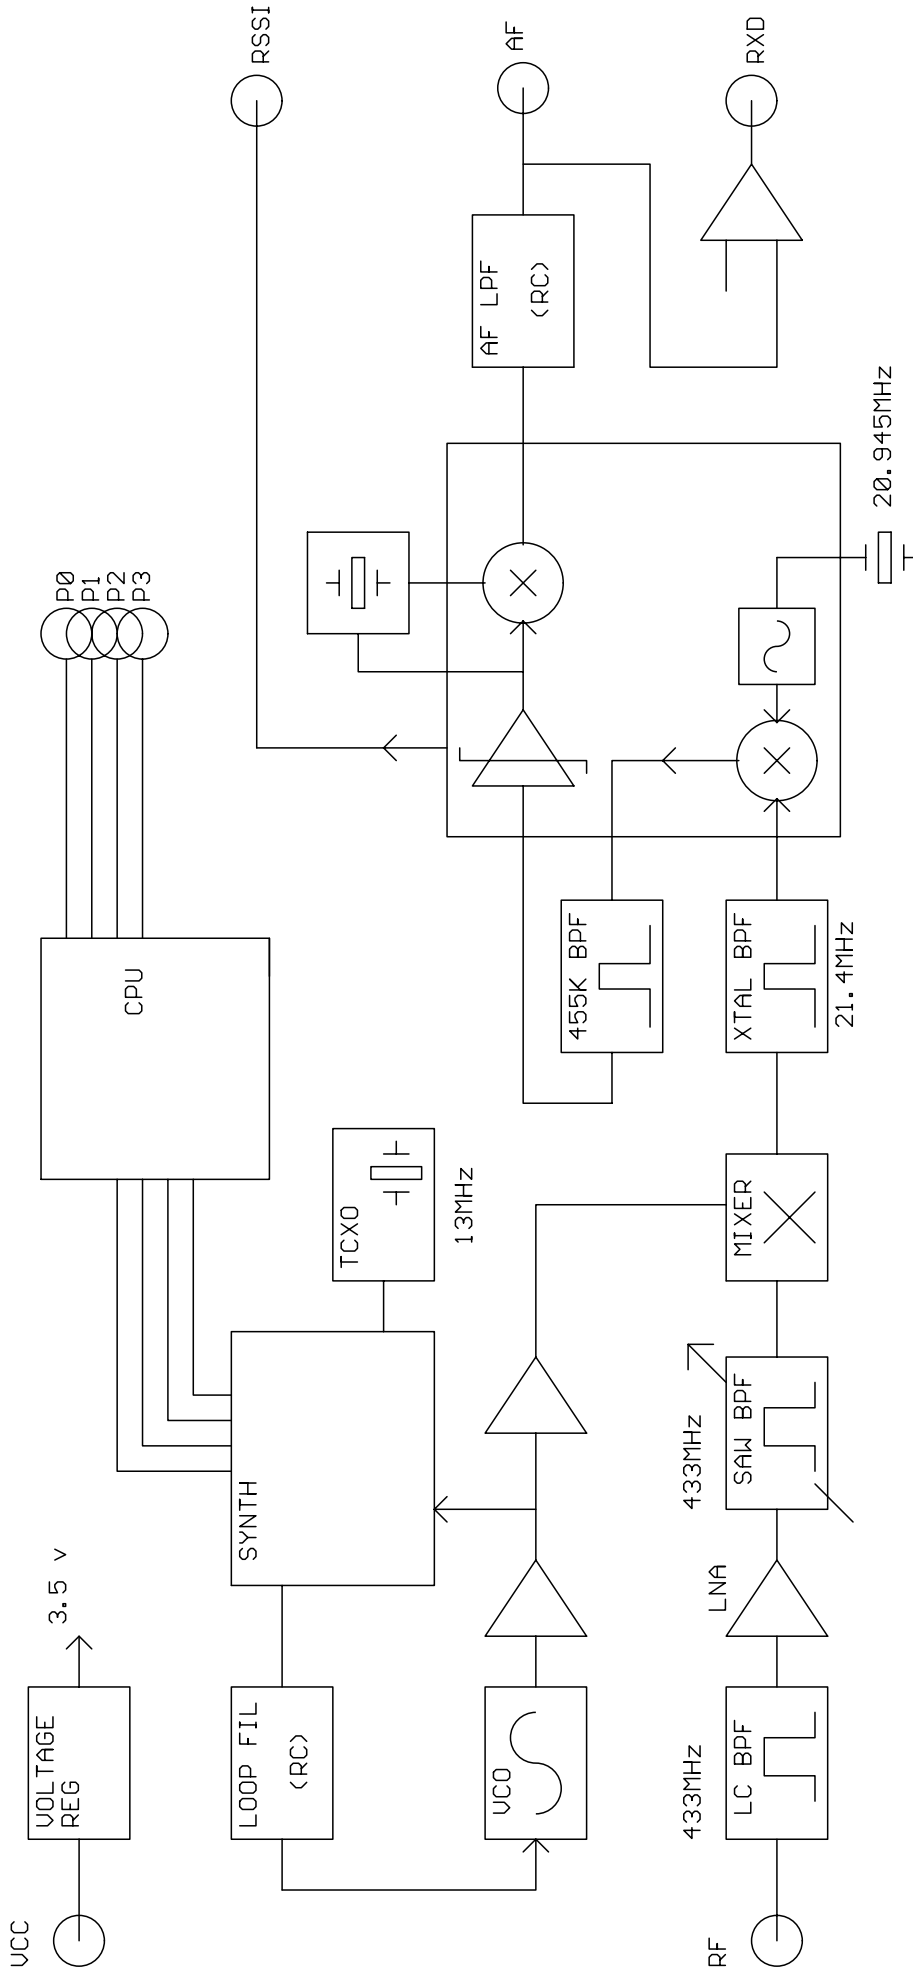 VCC
VOLTAGE
REG
3.5 v
CPU
P0
P1
P2
P3
RSSI
LOOP FIL
(RC)
SYNTH
TCXO
13MHz
VCO
AF LPF
(RC)
AF
455K BPF
RF
433MHz
LC BPF
LNA
433MHz
SAW BPF
MIXER
XTAL BPF
21.4MHz
20.945MHz
RXD